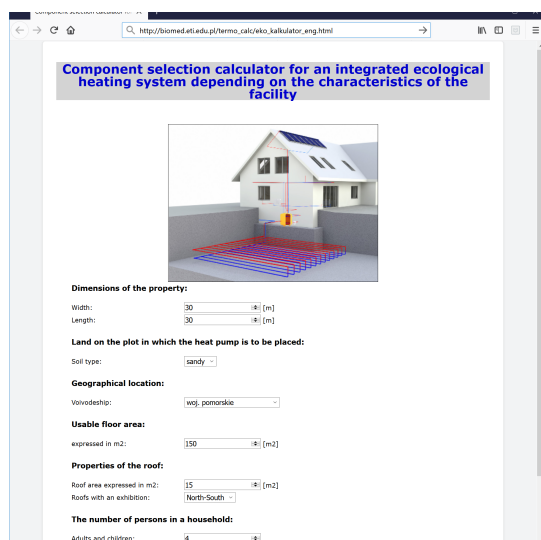 Component selection calculator
http://biomed.eti.edu.pl/termo_calc/eko_kalkulator_eng.html
Component selection calculator for an integrated ecological
heating system depending on the characteristics of the
facility
Dimensions of the property:
Width: 30 [m]
Length: 30 [m]
Land on the plot in which the heat pump is to be placed:
Soil type: sandy
Geographical location:
Voivodeship: woj. pomorskie
Usable floor area:
expressed in m2: 150 [m2]
Properties of the roof:
Roof area expressed in m2: 15 [m2]
Roofs with an exhibition: North-South
The number of persons in a household:
Adults and children: 4